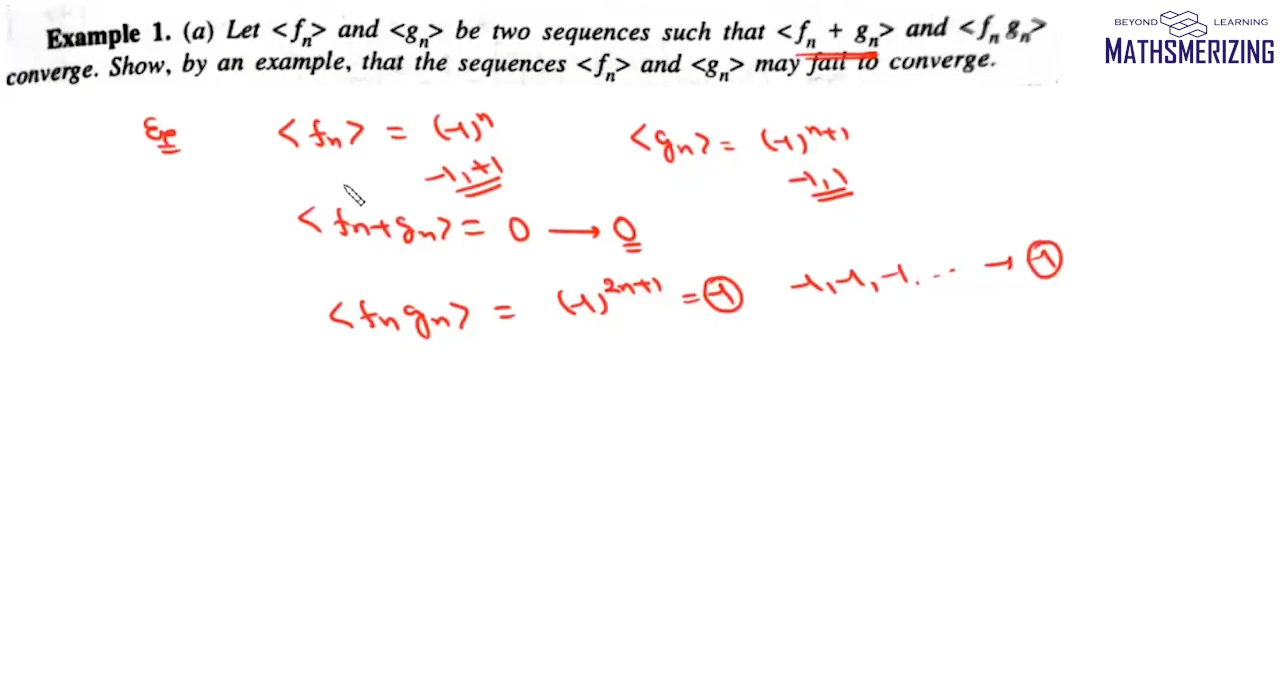 Example 1. (a) Let <fₙ> and <gₙ> be two sequences such that <fₙ + gₙ> and <fₙ gₙ>
converge. Show, by an example, that the sequences <fₙ> and <gₙ> may fail to converge.
BEYOND LEARNING
MATHSMERIZING
Ex <fₙ> = (-1)ⁿ <gₙ> = (-1)ⁿ⁺¹
-1, +1 -1, 1
<fₙ+gₙ> = 0 → 0
<fₙ gₙ> = (-1)²ⁿ⁺¹ = -1 -1, -1, -1, ... → -1